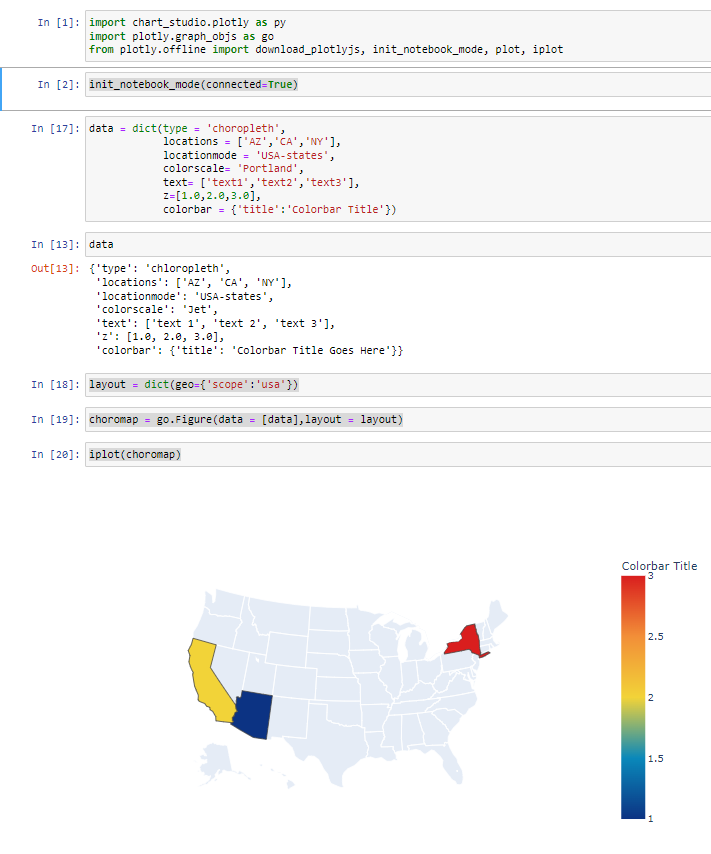 In [1]: import chart_studio.plotly as py
import plotly.graph_objs as go
from plotly.offline import download_plotlyjs, init_notebook_mode, plot, iplot
In [2]: init_notebook_mode(connected=True)
In [17]: data = dict(type = 'choropleth',
locations = ['AZ','CA','NY'],
locationmode = 'USA-states',
colorscale= 'Portland',
text= ['text1','text2','text3'],
z=[1.0,2.0,3.0],
colorbar = {'title':'Colorbar Title'})
In [13]: data
Out[13]: {'type': 'chloropleth',
'locations': ['AZ', 'CA', 'NY'],
'locationmode': 'USA-states',
'colorscale': 'Jet',
'text': ['text 1', 'text 2', 'text 3'],
'z': [1.0, 2.0, 3.0],
'colorbar': {'title': 'Colorbar Title Goes Here'}}
In [18]: layout = dict(geo={'scope':'usa'})
In [19]: choromap = go.Figure(data = [data],layout = layout)
In [20]: iplot(choromap)
Colorbar Title
3
2.5
2
1.5
1